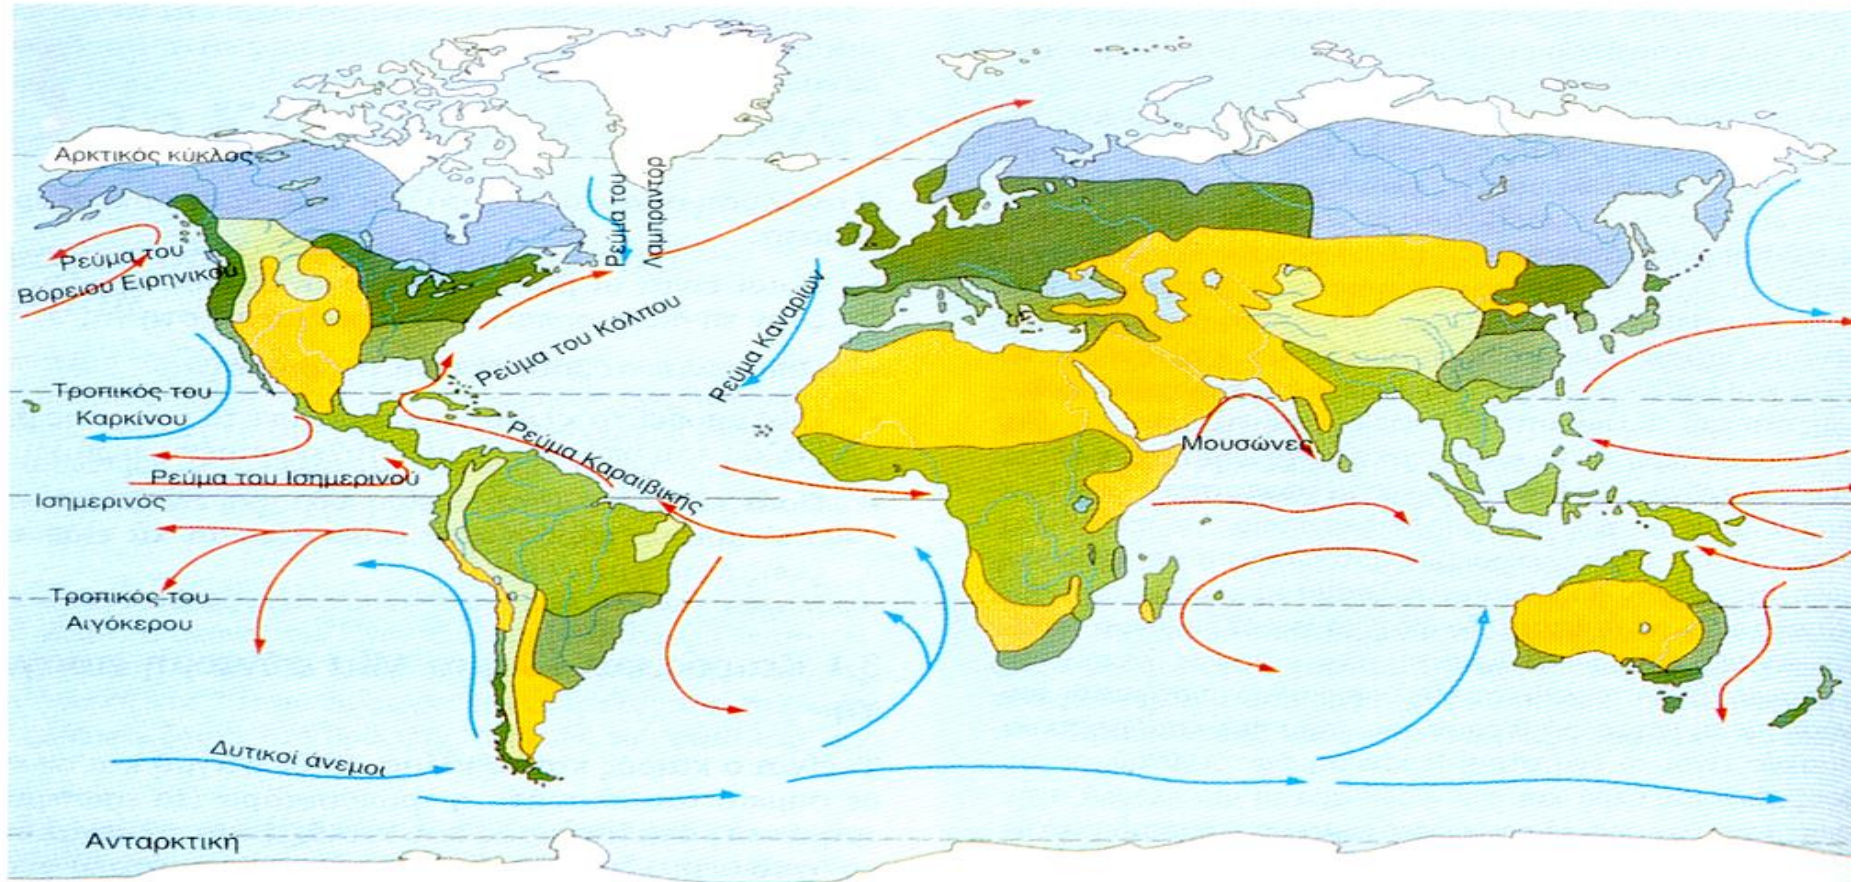 Αρκτικός κύκλος
Ρεύμα του
Λαμπραντόρ
Ρεύμα του
Βόρειου Ειρηνικού
Ρεύμα του Κόλπου
Ρεύμα Καναρίων
Τροπικός του
Καρκίνου
Ρεύμα Καραϊβικής
Μουσώνες
Ρεύμα του Ισημερινού
Ισημερινός
Τροπικός του
Αιγόκερου
Δυτικοί άνεμοι
Ανταρκτική